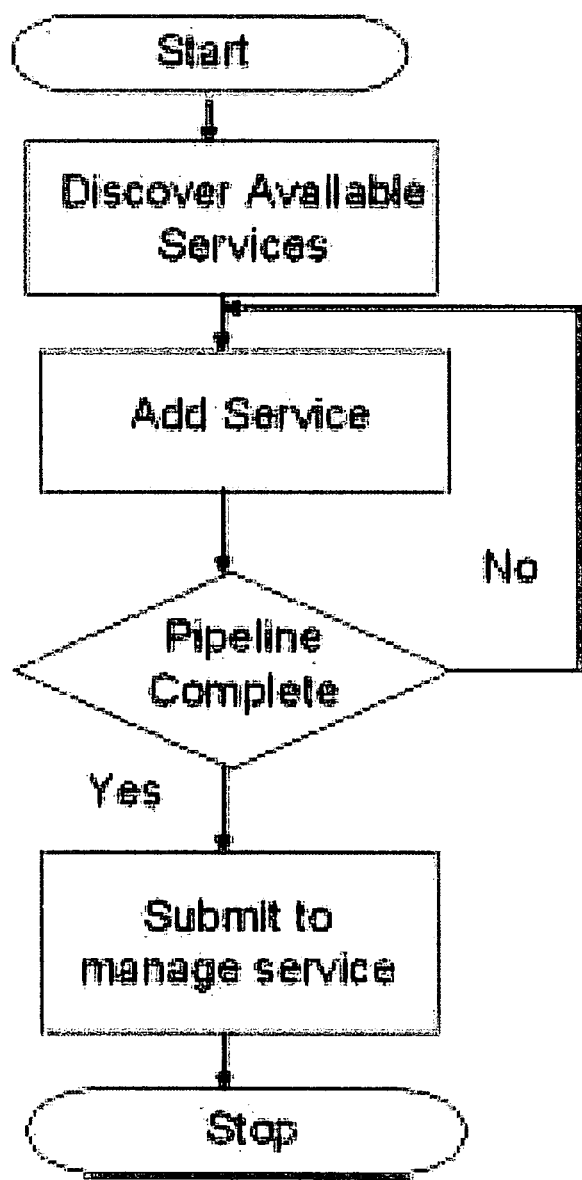 Start
Discover Available
Services
Add Service
No
Pipeline
Complete
Yes
Submit to
manage service
Stop